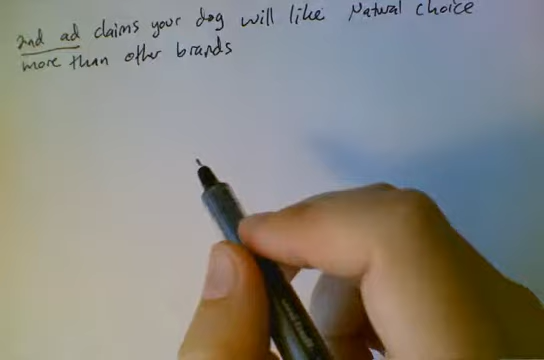 2nd ad claims your dog will like Natural choice
more than other brands